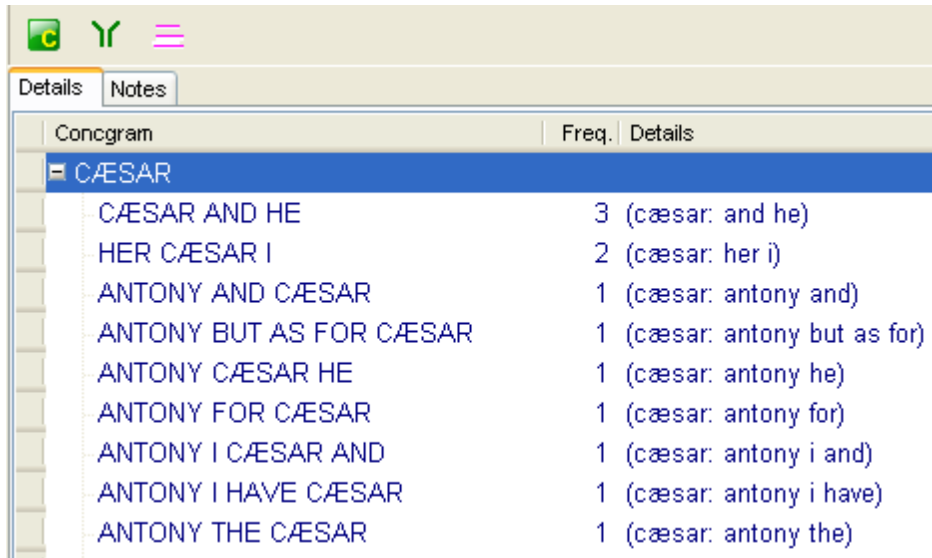 C
Details Notes
Concgram Freq. Details
CÆSAR
CÆSAR AND HE 3 (cæsar: and he)
HER CÆSAR I 2 (cæsar: her i)
ANTONY AND CÆSAR 1 (cæsar: antony and)
ANTONY BUT AS FOR CÆSAR 1 (cæsar: antony but as for)
ANTONY CÆSAR HE 1 (cæsar: antony he)
ANTONY FOR CÆSAR 1 (cæsar: antony for)
ANTONY I CÆSAR AND 1 (cæsar: antony i and)
ANTONY I HAVE CÆSAR 1 (cæsar: antony i have)
ANTONY THE CÆSAR 1 (cæsar: antony the)